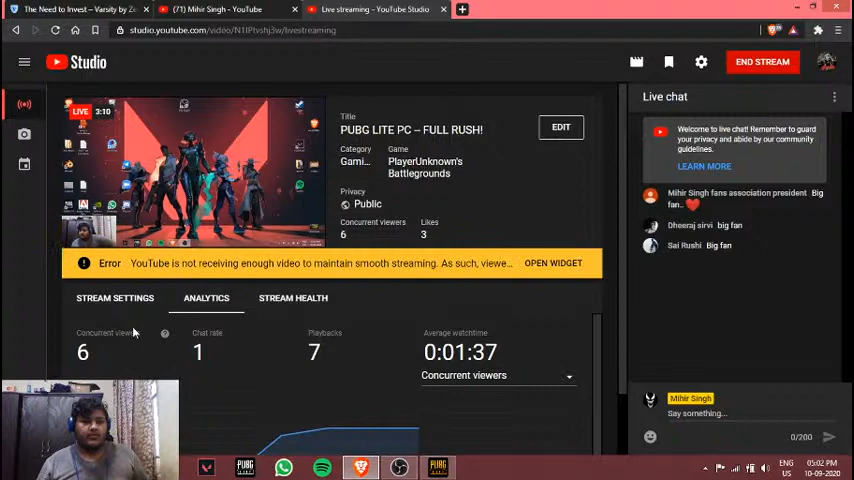 The Need to Invest – Varsity by Ze
(71) Mihir Singh - YouTube
Live streaming - YouTube Studio
studio.youtube.com/video/N1IPtvshj3w/livestreaming
Studio
END STREAM
LIVE 3:10
Title
PUBG LITE PC – FULL RUSH!
EDIT
Category
Gami...
Game
PlayerUnknown's
Battlegrounds
Privacy
Public
Concurrent viewers
6
Likes
3
Error YouTube is not receiving enough video to maintain smooth streaming. As such, viewe...
OPEN WIDGET
STREAM SETTINGS
ANALYTICS
STREAM HEALTH
Concurrent viewe
6
Chat rate
1
Playbacks
7
Average watchtime
0:01:37
Concurrent viewers
Live chat
Welcome to live chat! Remember to guard
your privacy and abide by our community
guidelines.
LEARN MORE
Mihir Singh fans association president Big
fan..
Dheeraj sirvi big fan
Sai Rushi Big fan
Mihir Singh
Say something...
0/200
PUBG
ENG
US
05:02 PM
10-09-2020